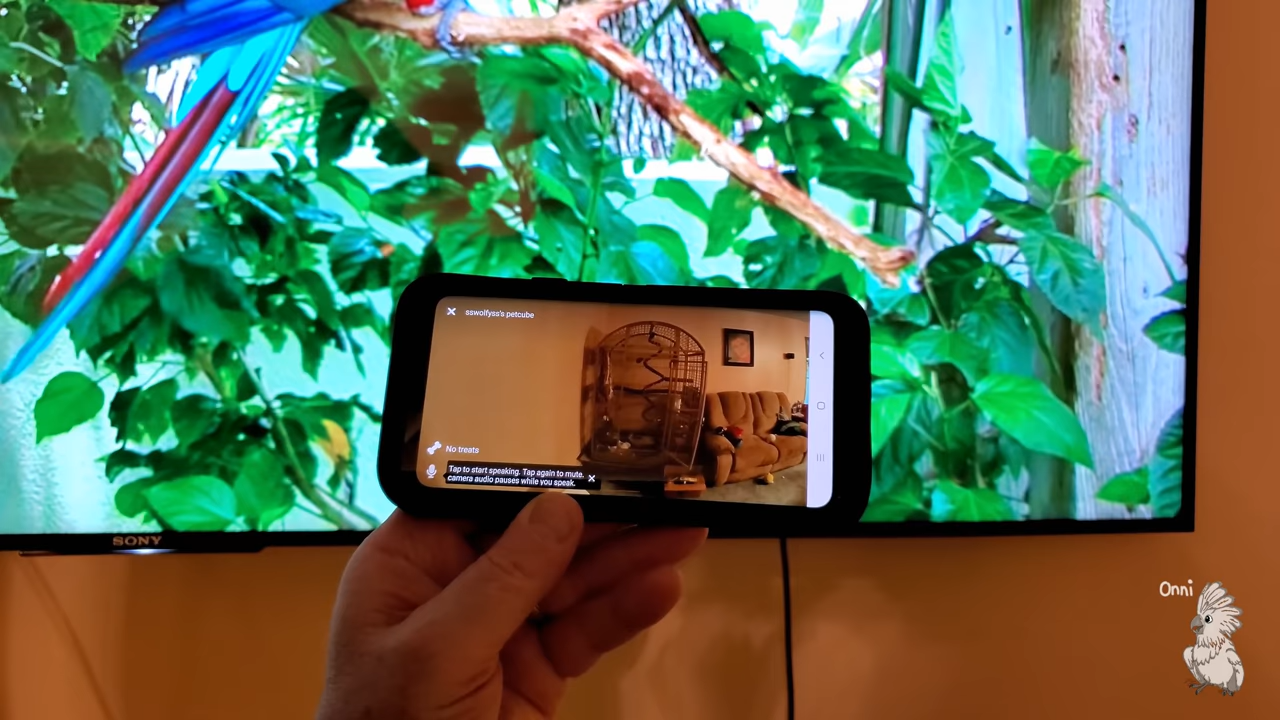 sswolfyss's petcube
No treats
Tap to start speaking. Tap again to mute.
camera audio pauses while you speak.
SONY
Onni